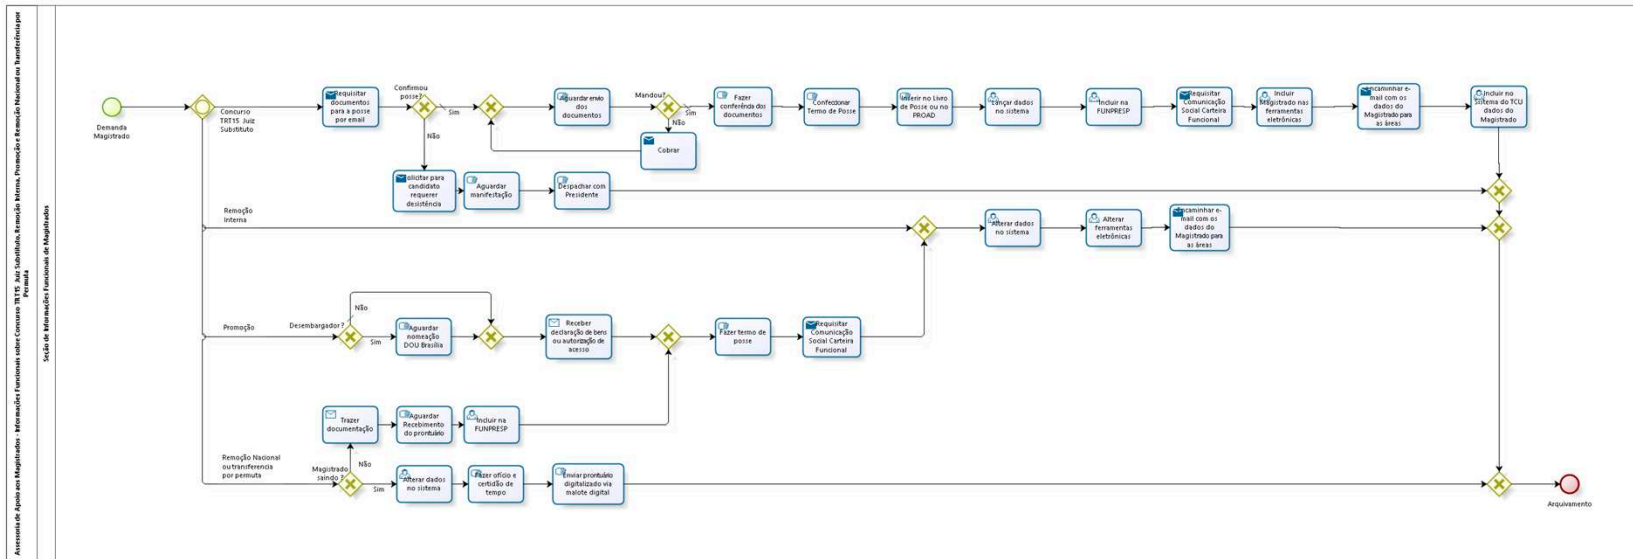 Assessoria de Apoio aos Magistrados - Informações Funcionais sobre Concurso TRT15 Juiz Substituto, Remoção Interna, Promoção e Remoção Nacional ou Transferência por
Permuta
Seção de Informações Funcionais de Magistrados
Demanda
Magistrado
Concurso
TRT15 Juiz
Substituto
Requisitar
documentos
para a posse
por email
Confirmou
posse?
Sim
Não
Aguardar envio
dos
documentos
Mandou?
Sim
Não
Cobrar
Fazer
conferência dos
documentos
Confeccionar
Termo de Posse
Inserir no Livro
de Posse ou no
PROAD
Lançar dados
no sistema
Incluir na
FUNPRESP
Requisitar
Comunicação
Social Carteira
Funcional
Incluir
Magistrado nas
ferramentas
eletrônicas
Encaminhar e-
mail com os
dados do
Magistrado para
as áreas
Incluir no
Sistema do TCU
dados do
Magistrado
Solicitar para
candidato
requerer
desistência
Aguardar
manifestação
Despachar com
Presidente
Remoção
Interna
Alterar dados
no sistema
Alterar
ferramentas
eletrônicas
Encaminhar e-
mail com os
dados do
Magistrado para
as áreas
Promoção
Desembargador ?
Não
Sim
Aguardar
nomeação
DOU Brasília
Receber
declaração de bens
ou autorização de
acesso
Fazer termo de
posse
Requisitar
Comunicação
Social Carteira
Funcional
Trazer
documentação
Aguardar
Recebimento
do prontuário
Incluir na
FUNPRESP
Remoção Nacional
ou transferencia
por permuta
Magistrado
saindo ?
Não
Sim
Alterar dados
no sistema
Fazer ofício e
certidão de
tempo
Enviar prontuário
digitalizado via
malote digital
Arquivamento